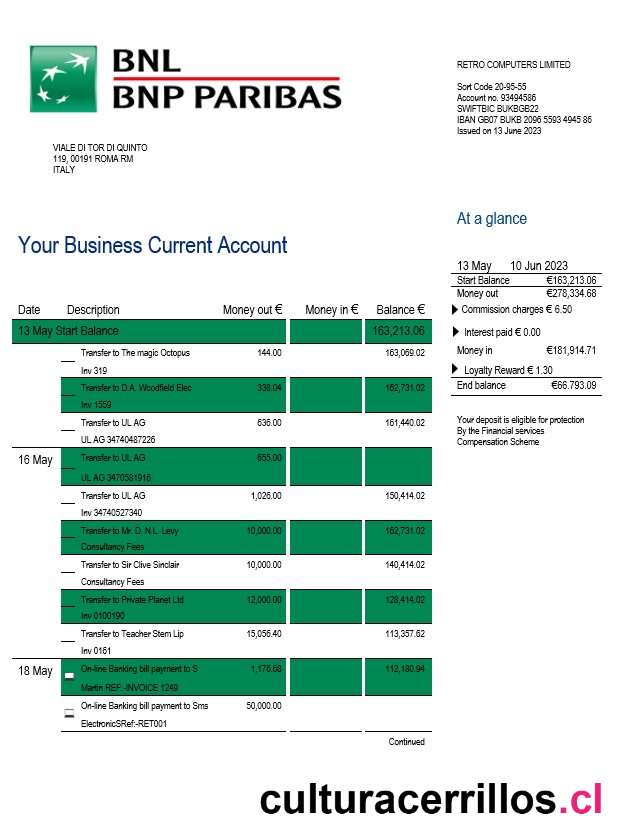 BNL
BNP PARIBAS
RETRO COMPUTERS LIMITED
Sort Code 20-95-55
Account no. 93494586
SWIFTBIC BUKBGB22
IBAN GB07 BUKB 2096 5593 4945 86
Issued on 13 June 2023
VIALE DI TOR DI QUINTO
119, 00191 ROMA RM
ITALY
At a glance
Your Business Current Account
13 May 10 Jun 2023
Start Balance €163,213.06
Money out €278,334.68
Commission charges € 6.50
Interest paid € 0.00
Money in €181,914.71
Loyalty Reward € 1.30
End balance €66.793.09
Your deposit is eligible for protection
By the Financial services
Compensation Scheme
Date Description Money out € Money in € Balance €
13 May Start Balance 163,213.06
Transfer to The magic Octopus 144.00 163,069.02
Inv 319
Transfer to D.A. Woodfield Elec 338.04 162,731.02
Inv 1559
Transfer to UL AG 636.00 161,440.02
UL AG 34740487226
16 May Transfer to UL AG 655.00
UL AG 3470581916
Transfer to UL AG 1,026.00 150,414.02
Inv 34740527340
Transfer to Mr. D. N.L. Levy 10,000.00 162,731.02
Consultancy Fees
Transfer to Sir Clive Sinclair 10,000.00 140,414.02
Consultancy Fees
Transfer to Private Planet Ltd 12,000.00 128,414.02
Inv 0100190
Transfer to Teacher Stem Lip 15,056.40 113,357.62
Inv 0161
18 May On-line Banking bill payment to S 1,176.68 112,180.94
Martin REF:-INVOICE 1249
On-line Banking bill payment to Sms 50,000.00
ElectronicSRef:-RET001
Continued
culturacerrillos.cl